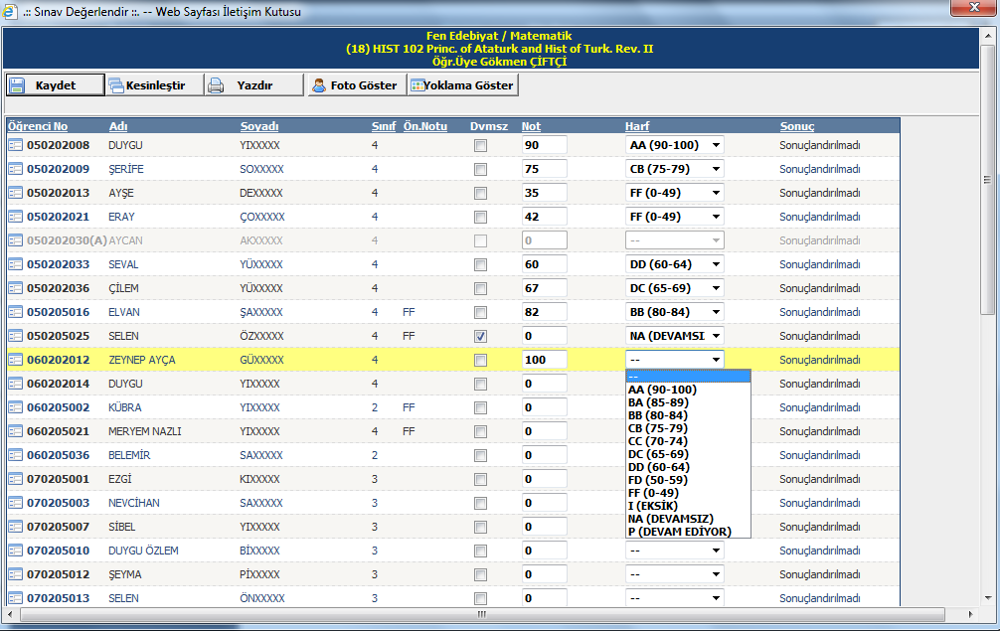 .:: Sınav Değerlendir ::. -- Web Sayfası İletişim Kutusu
Fen Edebiyat / Matematik
(18) HIST 102 Princ. of Ataturk and Hist of Turk. Rev. II
Öğr.Üye Gökmen ÇİFTÇİ
Kaydet Kesinleştir Yazdır Foto Göster Yoklama Göster
Öğrenci No Adı Soyadı Sınıf Ön.Notu Dvmsz Not Harf Sonuç
050202008 DUYGU YIXXXXX 4 90 AA (90-100) Sonuçlandırılmadı
050202009 ŞERİFE SOXXXXX 4 75 CB (75-79) Sonuçlandırılmadı
050202013 AYŞE DEXXXXX 4 35 FF (0-49) Sonuçlandırılmadı
050202021 ERAY ÇOXXXXX 4 42 FF (0-49) Sonuçlandırılmadı
050202030(A) AYCAN AKXXXXX 4 0 -- Sonuçlandırılmadı
050202033 SEVAL YÜXXXXX 4 60 DD (60-64) Sonuçlandırılmadı
050202036 ÇİLEM YÜXXXXX 4 67 DC (65-69) Sonuçlandırılmadı
050205016 ELVAN ŞAXXXXX 4 FF 82 BB (80-84) Sonuçlandırılmadı
050205025 SELEN ÖZXXXXX 4 FF 0 NA (DEVAMSI Sonuçlandırılmadı
060202012 ZEYNEP AYÇA GÜXXXXX 4 100 -- Sonuçlandırılmadı
060202014 DUYGU YIXXXXX 4 0 Sonuçlandırılmadı
060205002 KÜBRA YIXXXXX 2 FF 0 Sonuçlandırılmadı
060205021 MERYEM NAZLI YIXXXXX 4 FF 0 Sonuçlandırılmadı
060205036 BELEMİR SAXXXXX 2 0 Sonuçlandırılmadı
070205001 EZGİ KIXXXXX 3 0 Sonuçlandırılmadı
070205003 NEVCİHAN SAXXXXX 3 0 Sonuçlandırılmadı
070205007 SİBEL YIXXXXX 3 0 Sonuçlandırılmadı
070205010 DUYGU ÖZLEM BİXXXXX 3 0 -- Sonuçlandırılmadı
070205012 ŞEYMA PİXXXXX 3 0 -- Sonuçlandırılmadı
070205013 SELEN ÖNXXXXX 3 0 -- Sonuçlandırılmadı
--
AA (90-100)
BA (85-89)
BB (80-84)
CB (75-79)
CC (70-74)
DC (65-69)
DD (60-64)
FD (50-59)
FF (0-49)
I (EKSİK)
NA (DEVAMSIZ)
P (DEVAM EDİYOR)